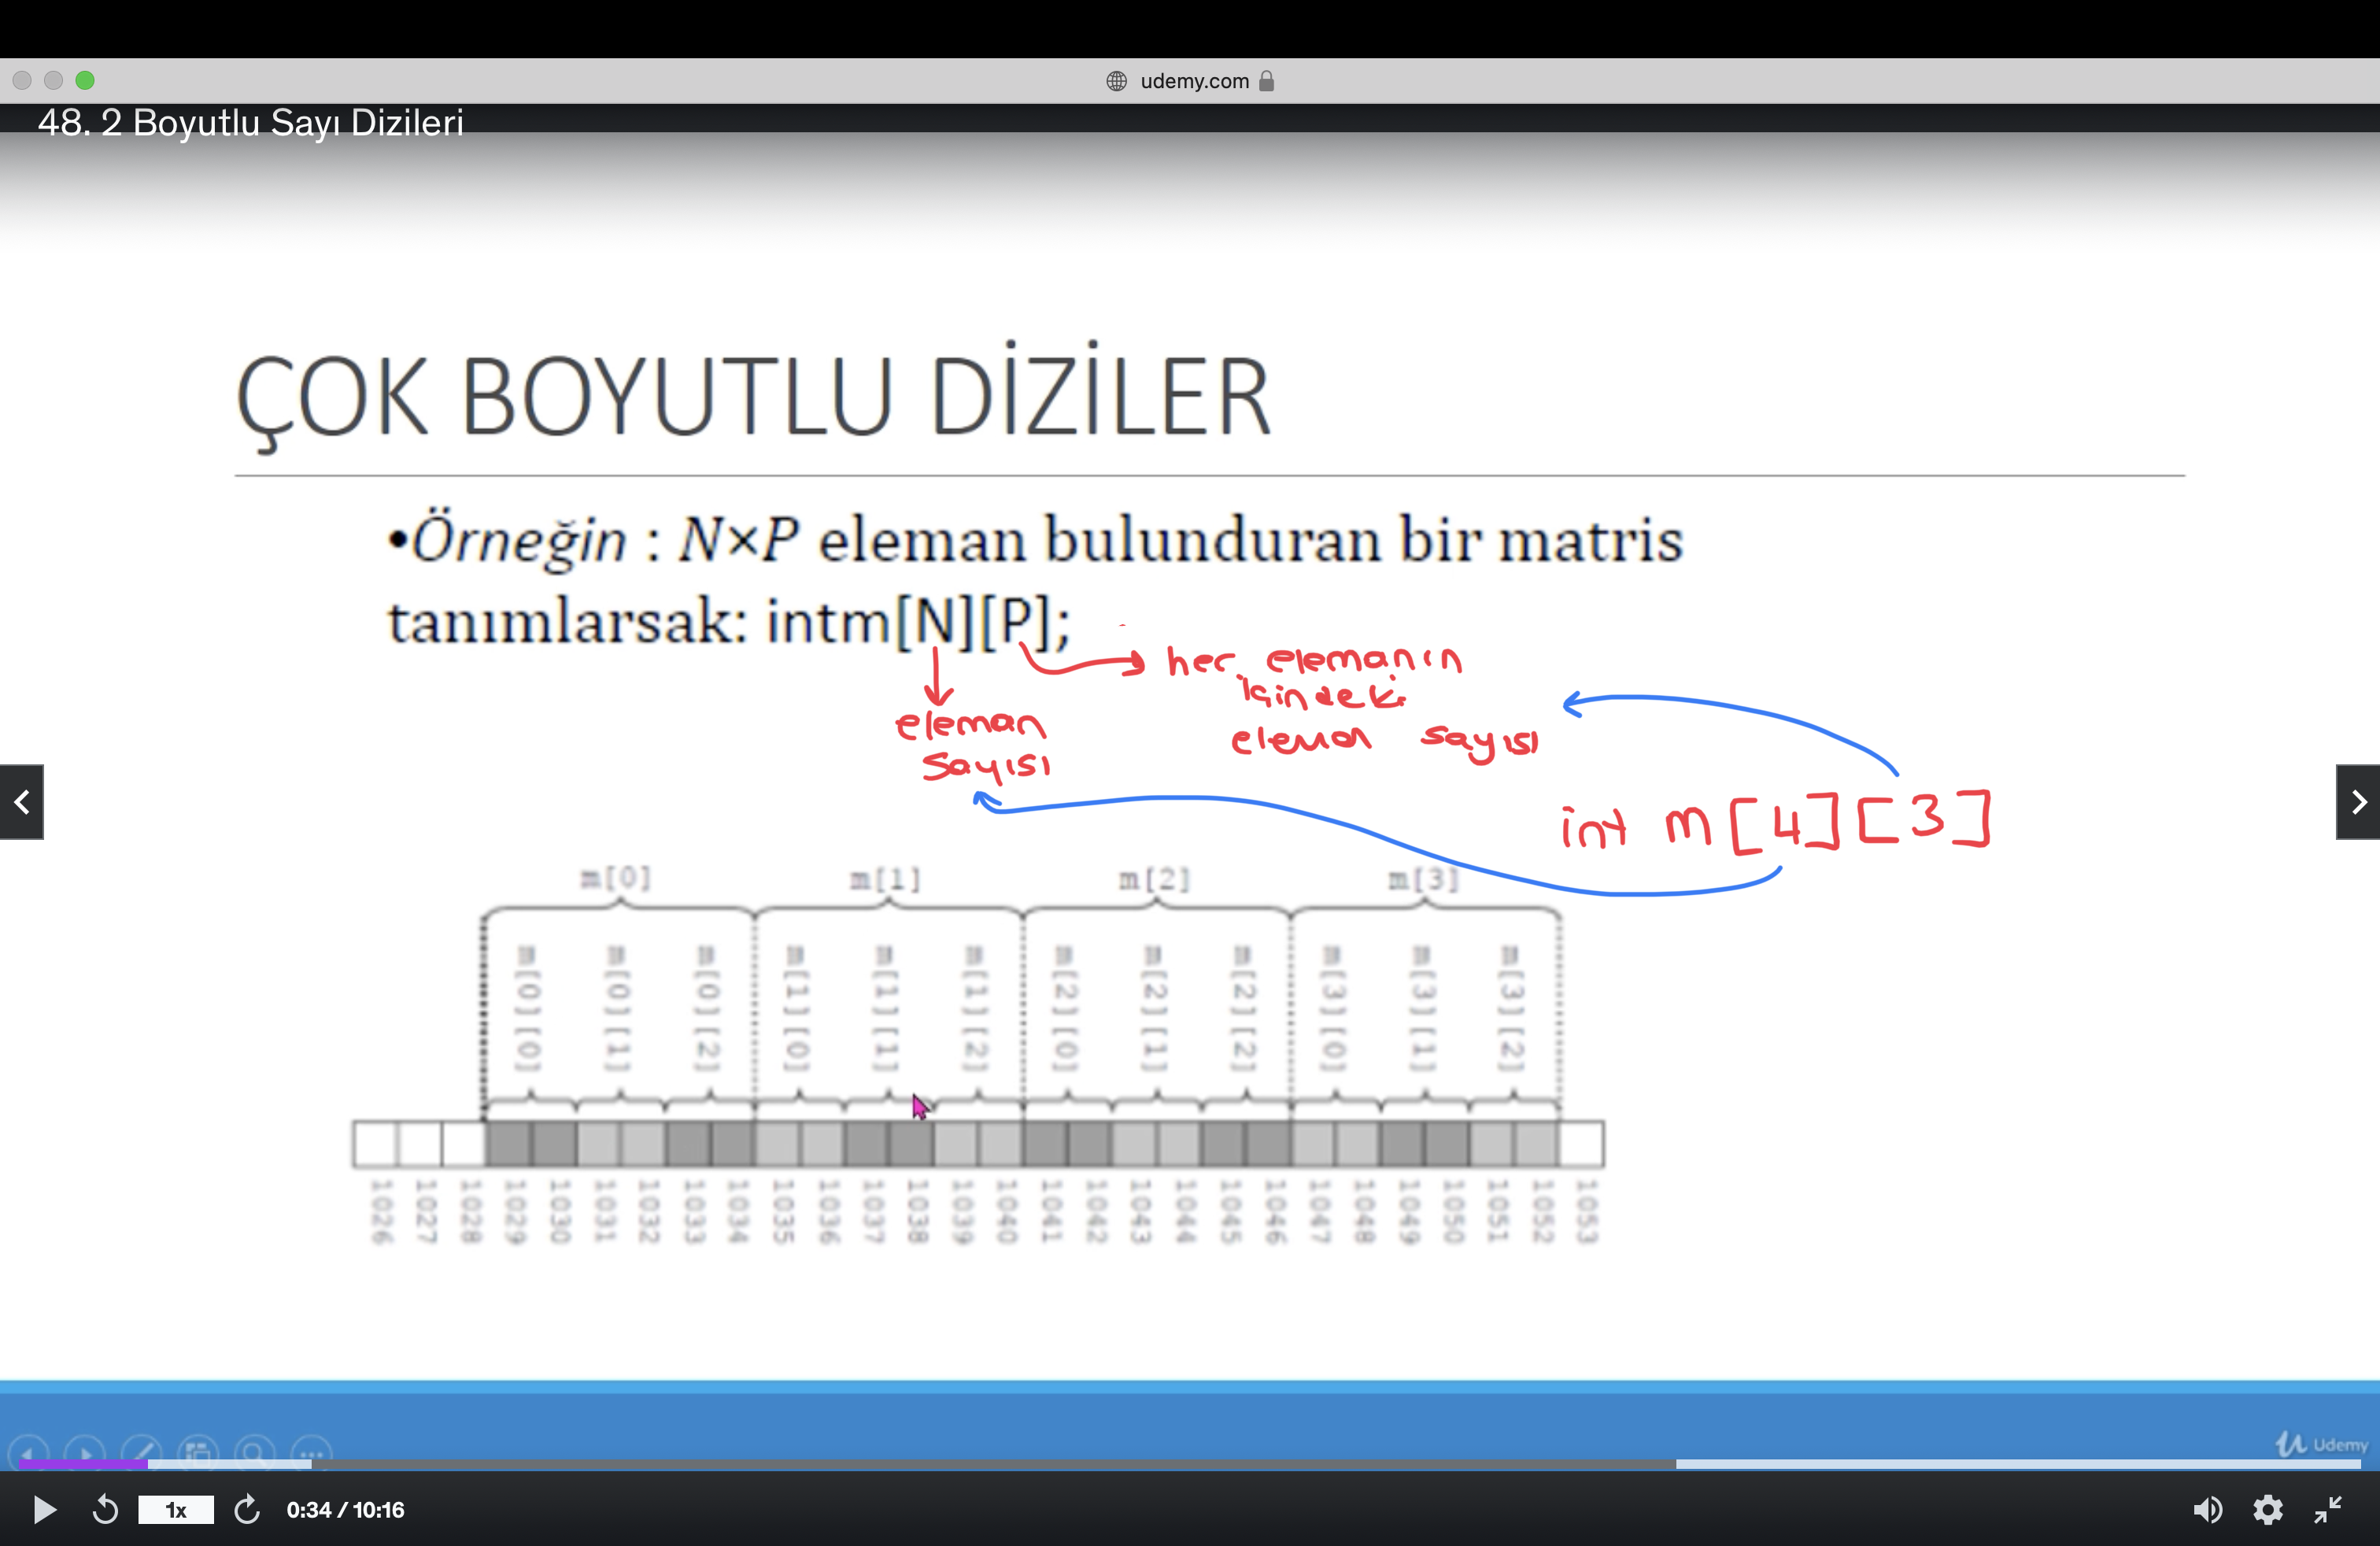 udemy.com
48. 2 Boyutlu Sayı Dizileri
ÇOK BOYUTLU DİZİLER
•Örneğin : N×P eleman bulunduran bir matris
tanımlarsak: intm[N][P];
her elemanın
içindeki
eleman sayısı
eleman
sayısı
int m[4][3]
m[0] m[1] m[2] m[3]
m[0][0] m[0][1] m[0][2] m[1][0] m[1][1] m[1][2] m[2][0] m[2][1] m[2][2] m[3][0] m[3][1] m[3][2]
1026 1027 1028 1029 1030 1031 1032 1033 1034 1035 1036 1037 1038 1039 1040 1041 1042 1043 1044 1045 1046 1047 1048 1049 1050 1051 1052 1053
Udemy
1x
0:34 / 10:16